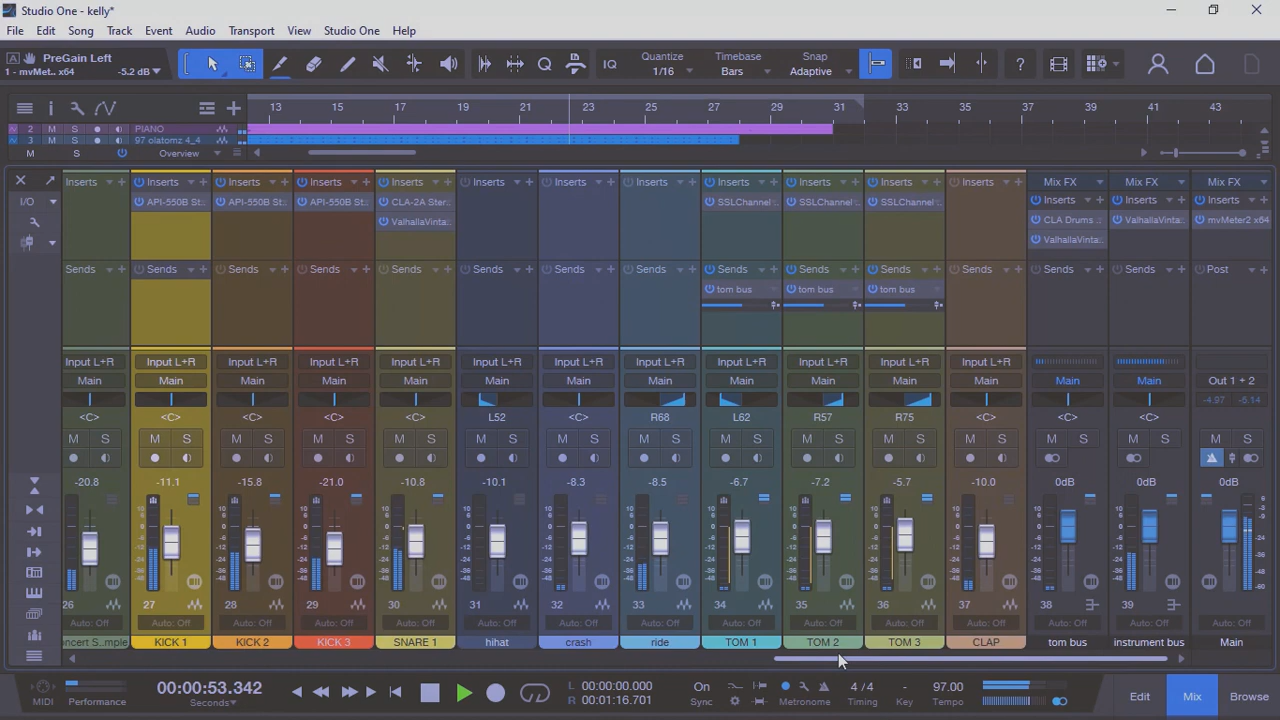 Studio One - kelly*
File Edit Song Track Event Audio Transport View Studio One Help
PreGain Left
1 - mvMet.. x64 -5.2 dB
Quantize
1/16
Timebase
Bars
Snap
Adaptive
IQ
13 15 17 19 21 23 25 27 29 31 33 35 37 39 41 43
2 M S PIANO
3 M S 97 olatomz 4_4
M S Overview
Inserts Inserts Inserts Inserts Inserts Inserts Inserts Inserts Inserts Inserts Inserts Inserts Mix FX Mix FX Mix FX
I/O API-550B St.. API-550B St.. API-550B St.. CLA-2A Ster.. SSLChannel SSLChannel SSLChannel Inserts Inserts Inserts
ValhallaVinta.. CLA Drums .. ValhallaVinta.. mvMeter2 x64
ValhallaVinta..
Sends Sends Sends Sends Sends Sends Sends Sends Sends Sends Sends Sends Sends Sends Post
tom bus tom bus tom bus
Input L+R Input L+R Input L+R Input L+R Input L+R Input L+R Input L+R Input L+R Input L+R Input L+R Input L+R Input L+R
Main Main Main Main Main Main Main Main Main Main Main Main Main Main Out 1 + 2
-4.97 -5.14
<C> <C> <C> <C> <C> L52 <C> R68 L62 R57 R75 <C> <C> <C> <C>
M S M S M S M S M S M S M S M S M S M S M S M S M S M S M S
-20.8 -11.1 -15.8 -21.0 -10.8 -10.1 -8.3 -8.5 -6.7 -7.2 -5.7 -10.0 0dB 0dB 0dB
26 27 28 29 30 31 32 33 34 35 36 37 38 39
Auto: Off Auto: Off Auto: Off Auto: Off Auto: Off Auto: Off Auto: Off Auto: Off Auto: Off Auto: Off Auto: Off Auto: Off Auto: Off Auto: Off Auto: Off
oncert S..mple KICK 1 KICK 2 KICK 3 SNARE 1 hihat crash ride TOM 1 TOM 2 TOM 3 CLAP tom bus instrument bus Main
MIDI
Performance
00:00:53.342
Seconds
L 00:00:00.000
R 00:01:16.701
On
Sync
Metronome
4 / 4
Timing
-
Key
97.00
Tempo
Edit Mix Browse